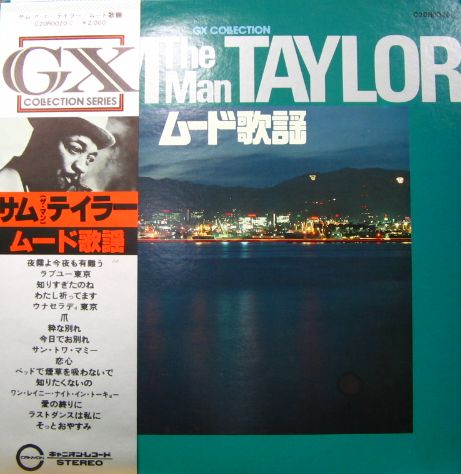 サム・ザ・マン・テイラー/ムード歌謡
C20R0020 ¥2,000
GX
COLLECTION SERIES
サム〈ザ・マン〉テイラー
ムード歌謡
夜霧よ今夜も有難う
ラブユー東京
知りすぎたのね
わたし祈ってます
ウナセラディ東京
爪
粋な別れ
今日でお別れ
サン・トワ・マミー
恋心
ベッドで煙草を吸わないで
知りたくないの
ワン・レイニー・ナイト・イン・トーキョー
愛の終りに
ラストダンスは私に
そっとおやすみ
CANYON
キャニオン・レコード
STEREO
GX COLLECTION
The Man TAYLOR
ムード歌謡